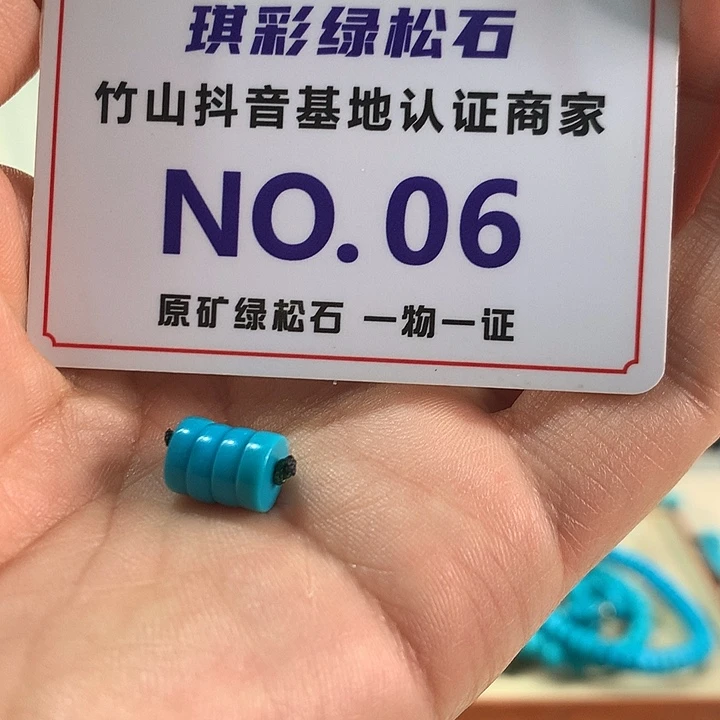 琪彩绿松石
竹山抖音基地认证商家
NO.06
原矿绿松石 一物一证